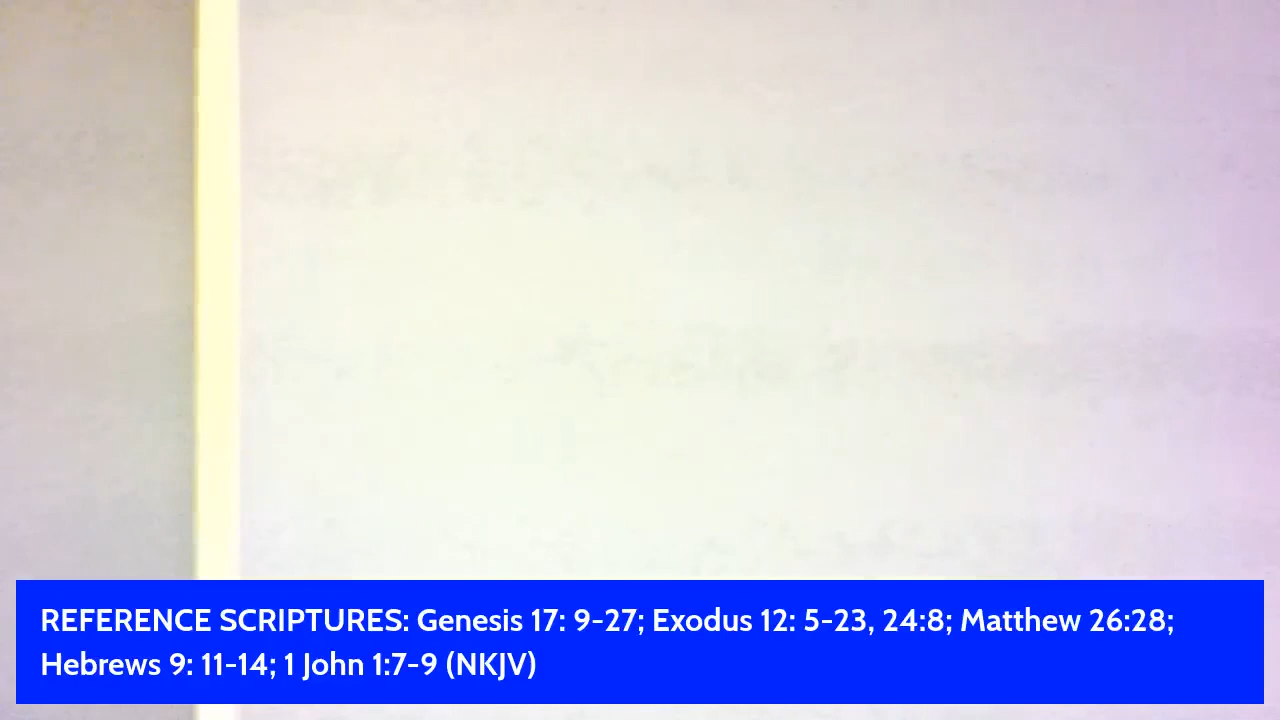 REFERENCE SCRIPTURES: Genesis 17: 9-27; Exodus 12: 5-23, 24:8; Matthew 26:28;
Hebrews 9: 11-14; 1 John 1:7-9 (NKJV)